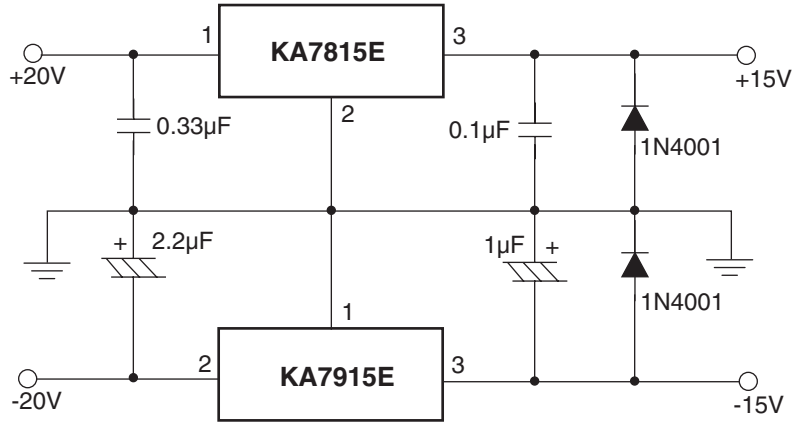 1
KA7815E
3
+20V
+15V
2
0.33µF
0.1µF
1N4001
+
2.2µF
1µF
+
1N4001
1
2
KA7915E
3
-20V
-15V